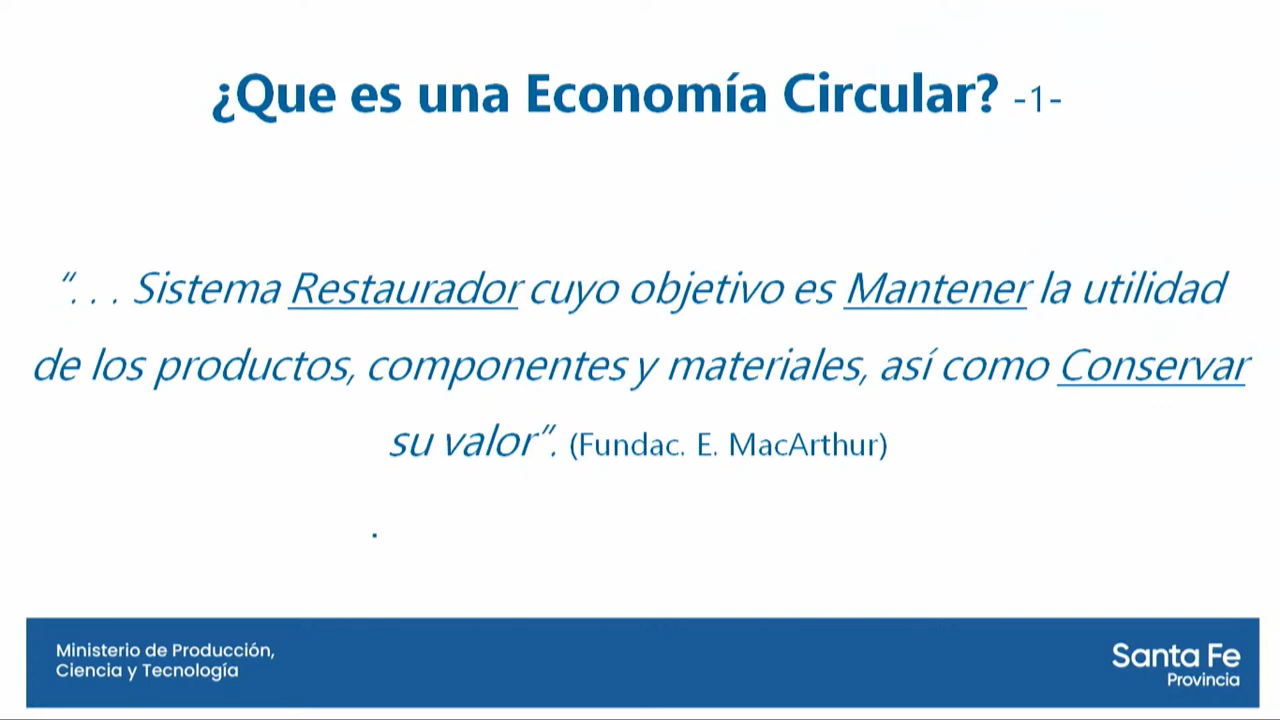 ¿Que es una Economía Circular? -1-
“. . . Sistema Restaurador cuyo objetivo es Mantener la utilidad
de los productos, componentes y materiales, así como Conservar
su valor”. (Fundac. E. MacArthur)
.
Ministerio de Producción,
Ciencia y Tecnología
Santa Fe
Provincia